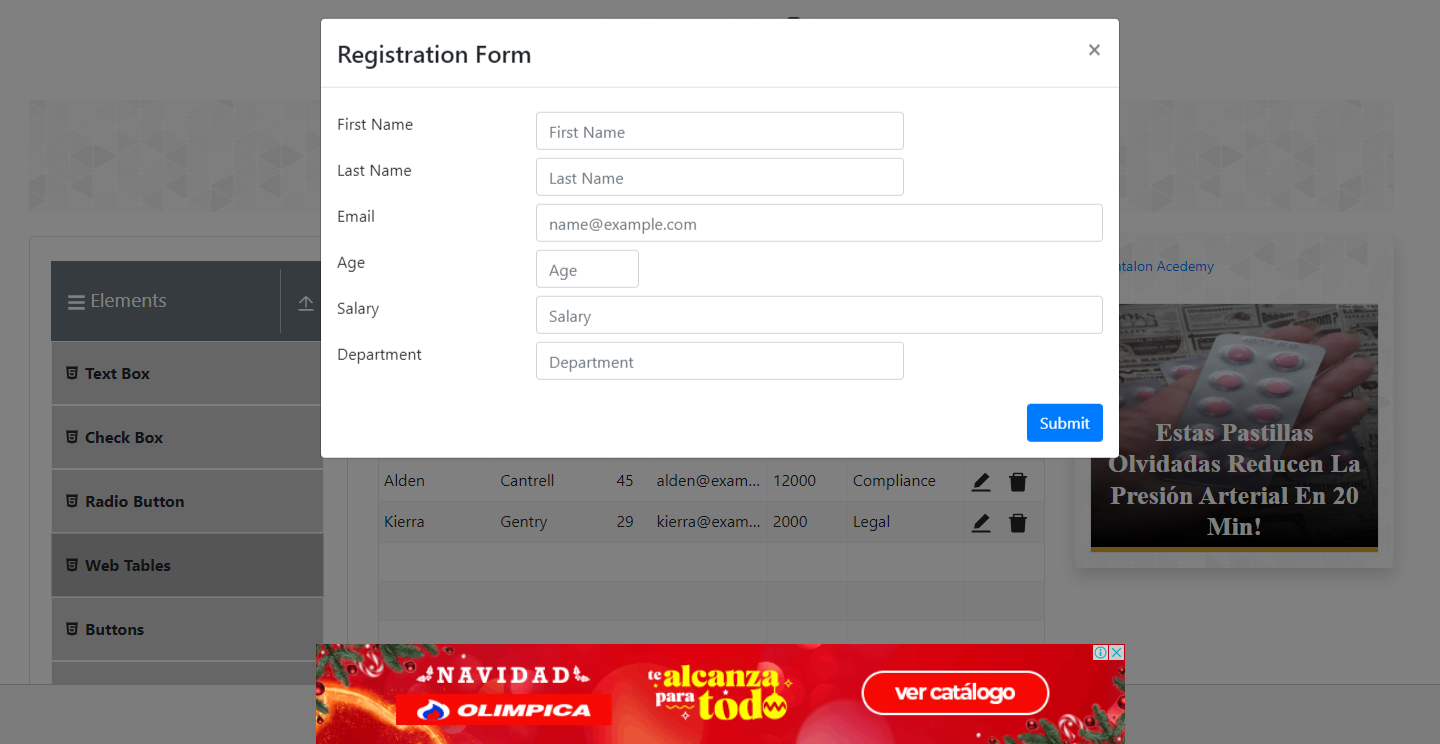 Registration Form
×
First Name
First Name
Last Name
Last Name
Email
name@example.com
Age
Age
Salary
Salary
Department
Department
Submit
Elements
Text Box
Check Box
Radio Button
Web Tables
Buttons
Alden Cantrell 45 alden@exam... 12000 Compliance
Kierra Gentry 29 kierra@exam... 2000 Legal
talon Acedemy
Estas Pastillas
Olvidadas Reducen La
Presión Arterial En 20
Min!
NAVIDAD
OLIMPICA
te alcanza
para todo
ver catálogo